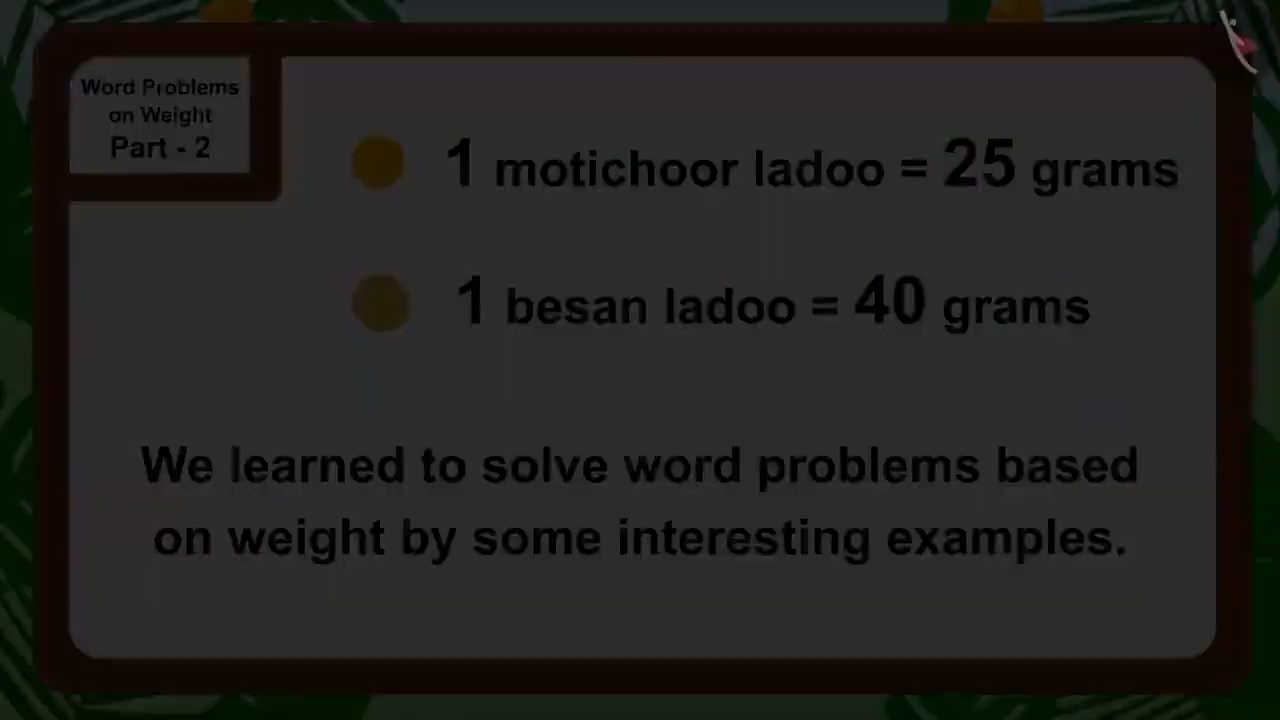 Word Problems
on Weight
Part - 2
1 motichoor ladoo = 25 grams
1 besan ladoo = 40 grams
We learned to solve word problems based
on weight by some interesting examples.